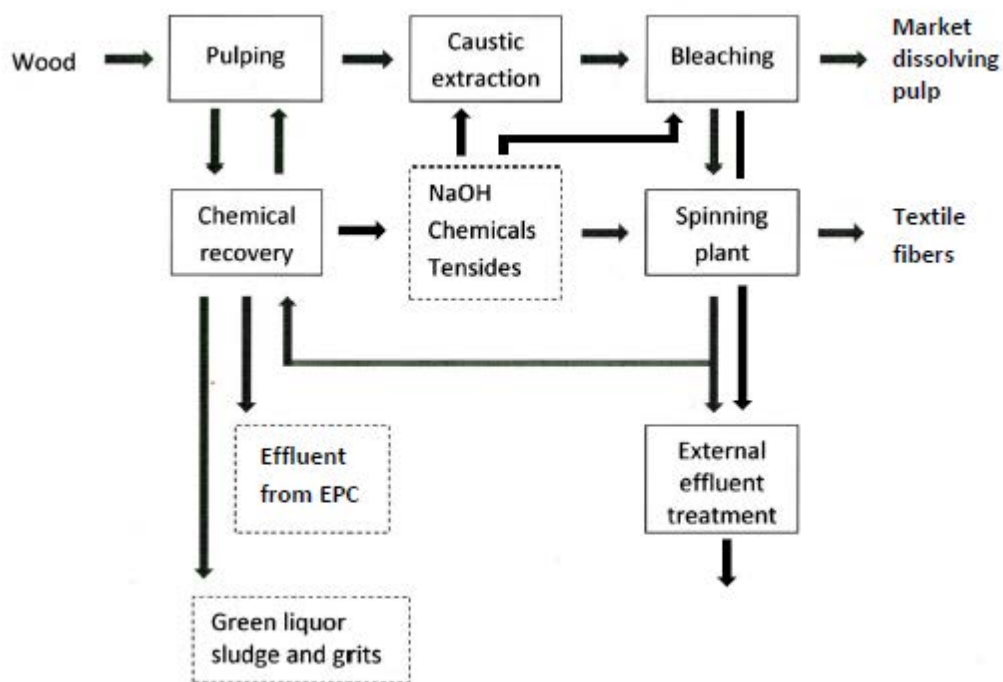 Wood
Pulping
Caustic
extraction
Bleaching
Market
dissolving
pulp
Chemical
recovery
NaOH
Chemicals
Tensides
Spinning
plant
Textile
fibers
Effluent
from EPC
External
effluent
treatment
Green liquor
sludge and grits